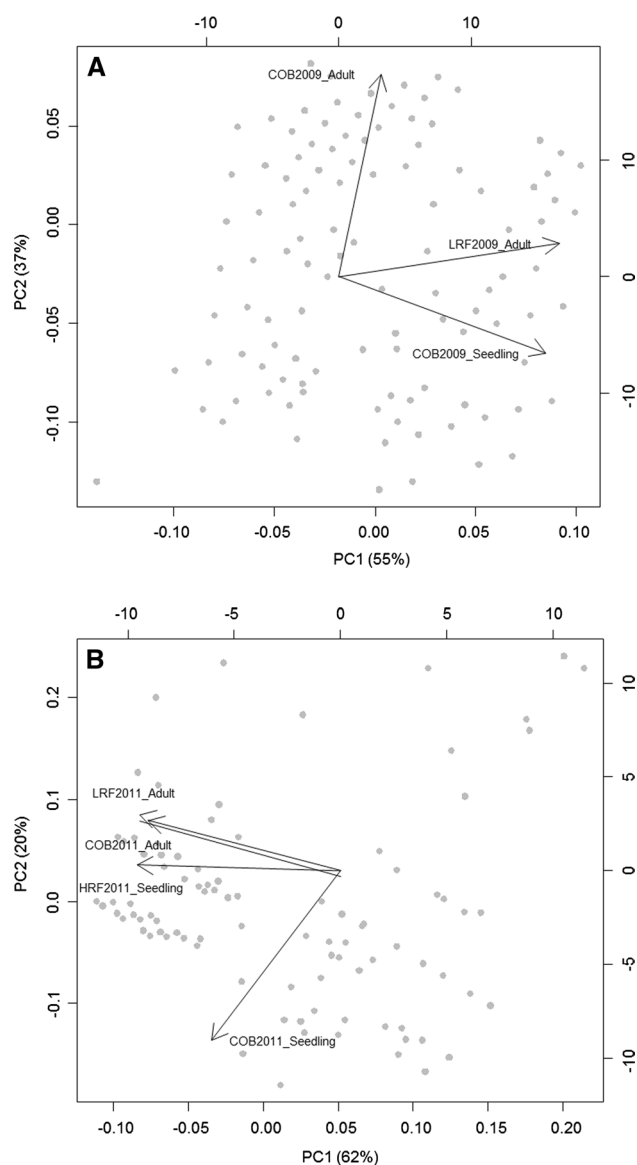 -10 0 10
A
COB2009_Adult
0.05
10
0.00
LRF2009_Adult
PC2 (37%)
0
-0.05
COB2009_Seedling
-10
-0.10
-0.10 -0.05 0.00 0.05 0.10
PC1 (55%)
-10 -5 0 5 10
B
0.2
10
LRF2011_Adult
0.1
5
COB2011_Adult
PC2 (20%)
HRF2011_Seedling
0
0.0
-5
-0.1
COB2011_Seedling
-10
-0.10 -0.05 0.00 0.05 0.10 0.15 0.20
PC1 (62%)